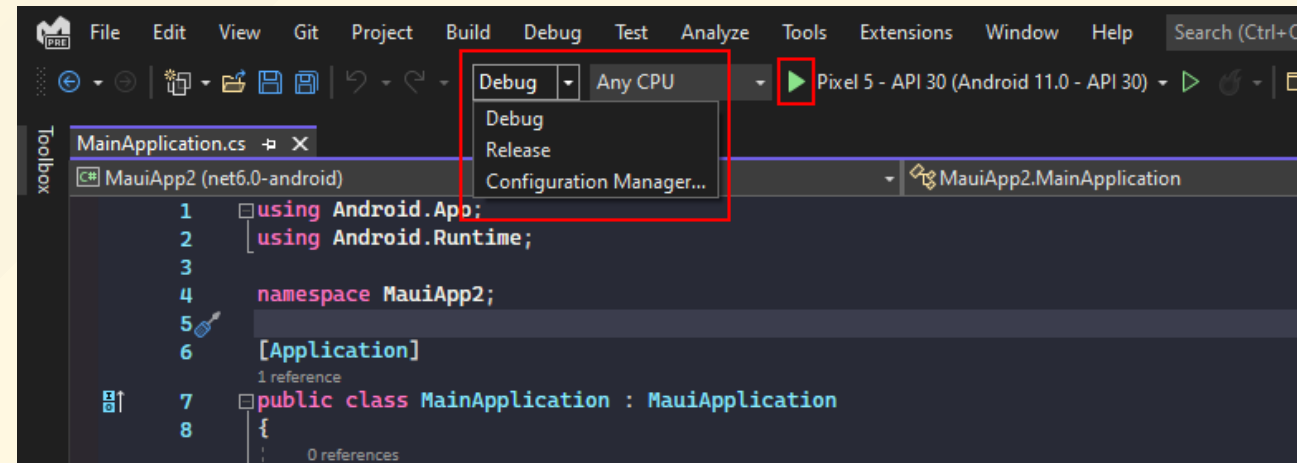 PRE File Edit View Git Project Build Debug Test Analyze Tools Extensions Window Help Search (Ctrl+
Debug Any CPU Pixel 5 - API 30 (Android 11.0 - API 30)
Debug
Release
Configuration Manager...
Toolbox
MainApplication.cs
C# MauiApp2 (net6.0-android) MauiApp2.MainApplication
1 using Android.App;
2 using Android.Runtime;
3
4 namespace MauiApp2;
5
6 [Application]
1 reference
7 public class MainApplication : MauiApplication
8 {
0 references